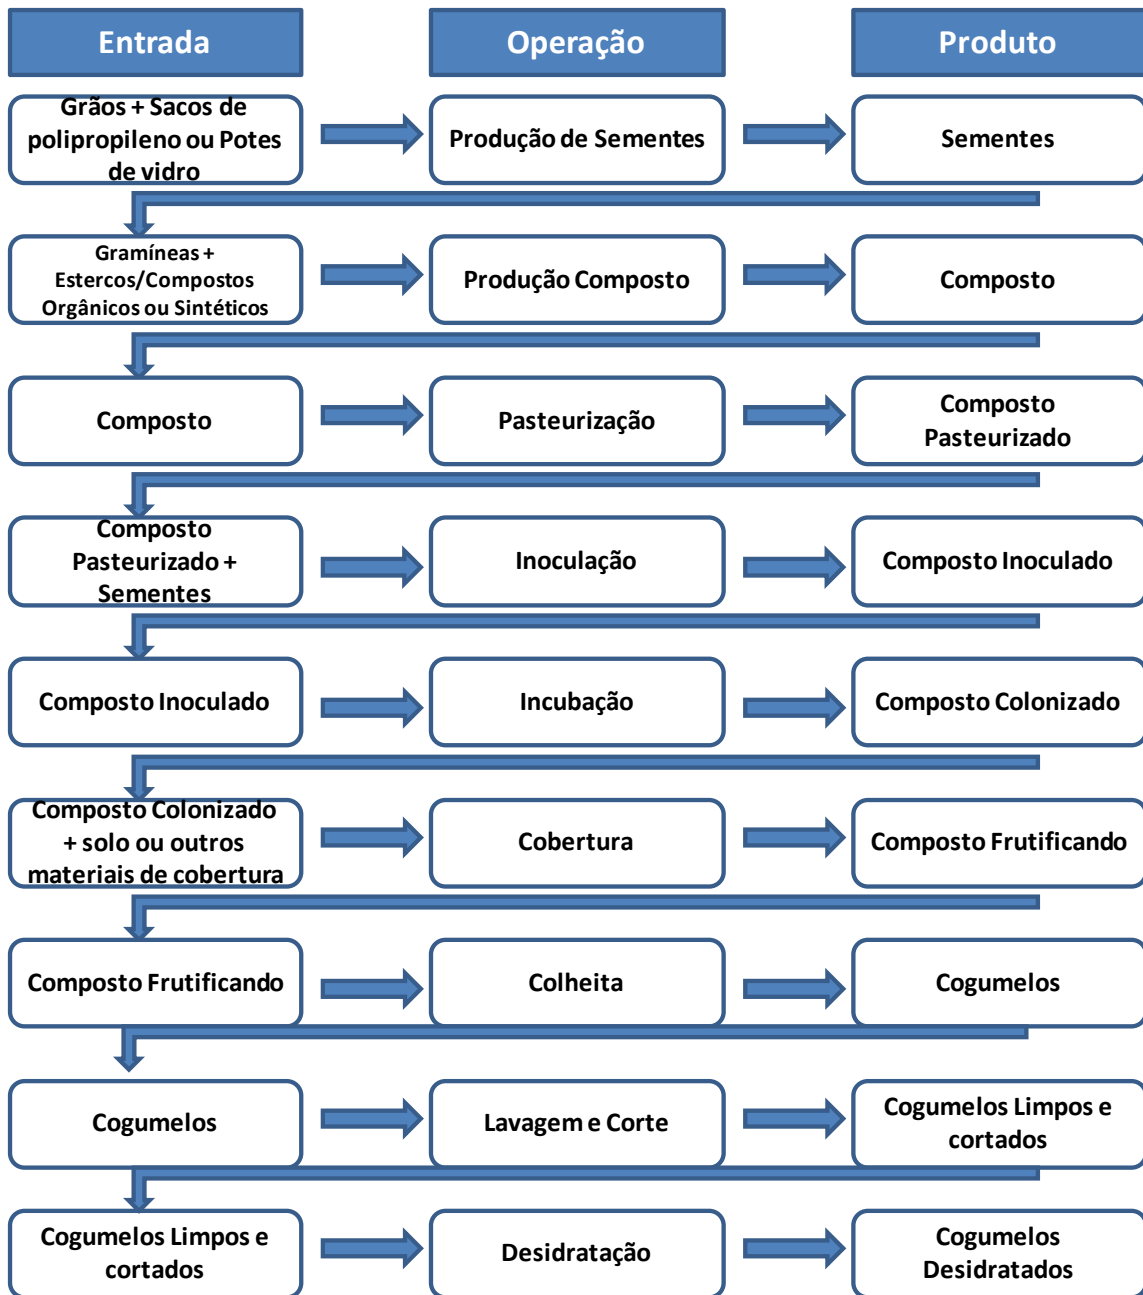 Entrada
Operação
Produto
Grãos + Sacos de
polipropileno ou Potes
de vidro
Produção de Sementes
Sementes
Gramíneas +
Estercos/Compostos
Orgânicos ou Sintéticos
Produção Composto
Composto
Composto
Pasteurização
Composto
Pasteurizado
Composto
Pasteurizado +
Sementes
Inoculação
Composto Inoculado
Composto Inoculado
Incubação
Composto Colonizado
Composto Colonizado
+ solo ou outros
materiais de cobertura
Cobertura
Composto Frutificando
Composto Frutificando
Colheita
Cogumelos
Cogumelos
Lavagem e Corte
Cogumelos Limpos e
cortados
Cogumelos Limpos e
cortados
Desidratação
Cogumelos
Desidratados